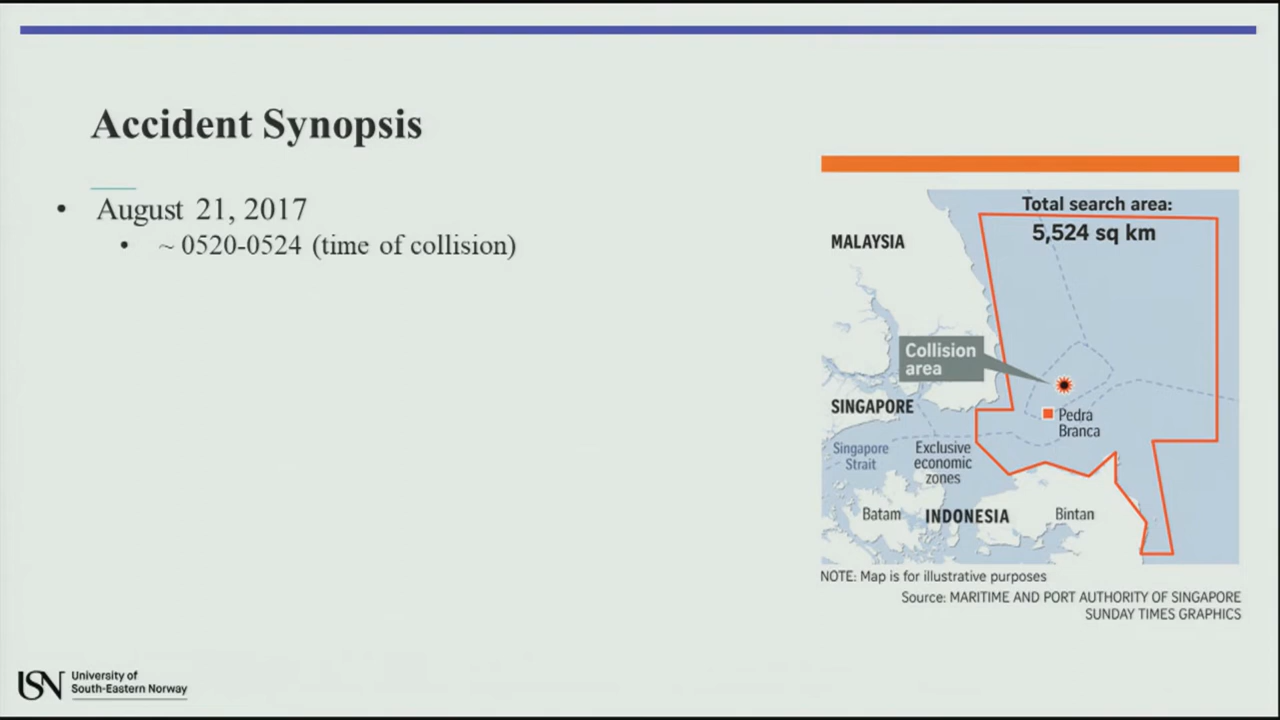 Accident Synopsis
• August 21, 2017
• ~ 0520-0524 (time of collision)
Total search area:
5,524 sq km
MALAYSIA
Collision
area
SINGAPORE
Pedra
Branca
Singapore
Strait
Exclusive
economic
zones
Batam
INDONESIA
Bintan
NOTE: Map is for illustrative purposes
Source: MARITIME AND PORT AUTHORITY OF SINGAPORE
SUNDAY TIMES GRAPHICS
USN
University of
South-Eastern Norway